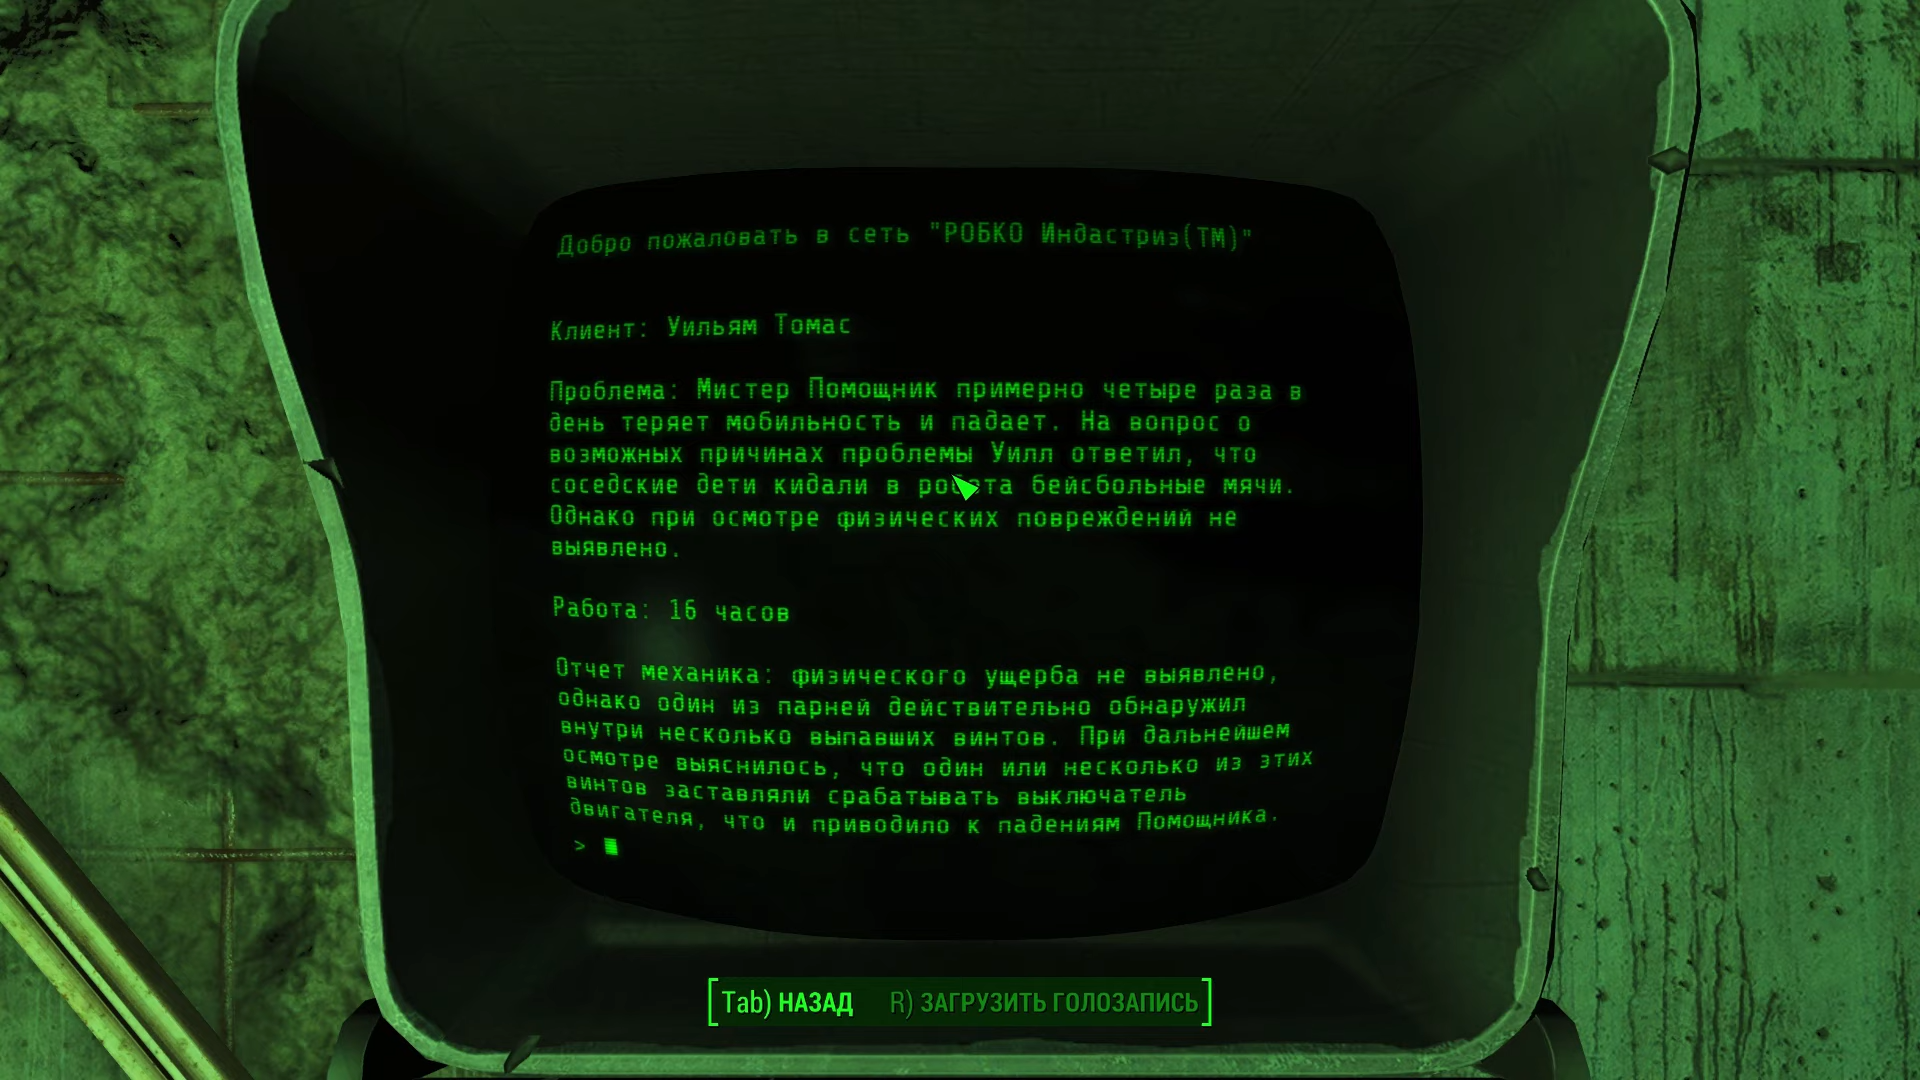 Добро пожаловать в сеть "РОБКО Индастриз(ТМ)"
Клиент: Уильям Томас
Проблема: Мистер Помощник примерно четыре раза в
день теряет мобильность и падает. На вопрос о
возможных причинах проблемы Уилл ответил, что
соседские дети кидали в робота бейсбольные мячи.
Однако при осмотре физических повреждений не
выявлено.
Работа: 16 часов
Отчет механика: физического ущерба не выявлено,
однако один из парней действительно обнаружил
внутри несколько выпавших винтов. При дальнейшем
осмотре выяснилось, что один или несколько из этих
винтов заставляли срабатывать выключатель
двигателя, что и приводило к падениям Помощника.
>
Tab) НАЗАД R) ЗАГРУЗИТЬ ГОЛОЗАПИСЬ